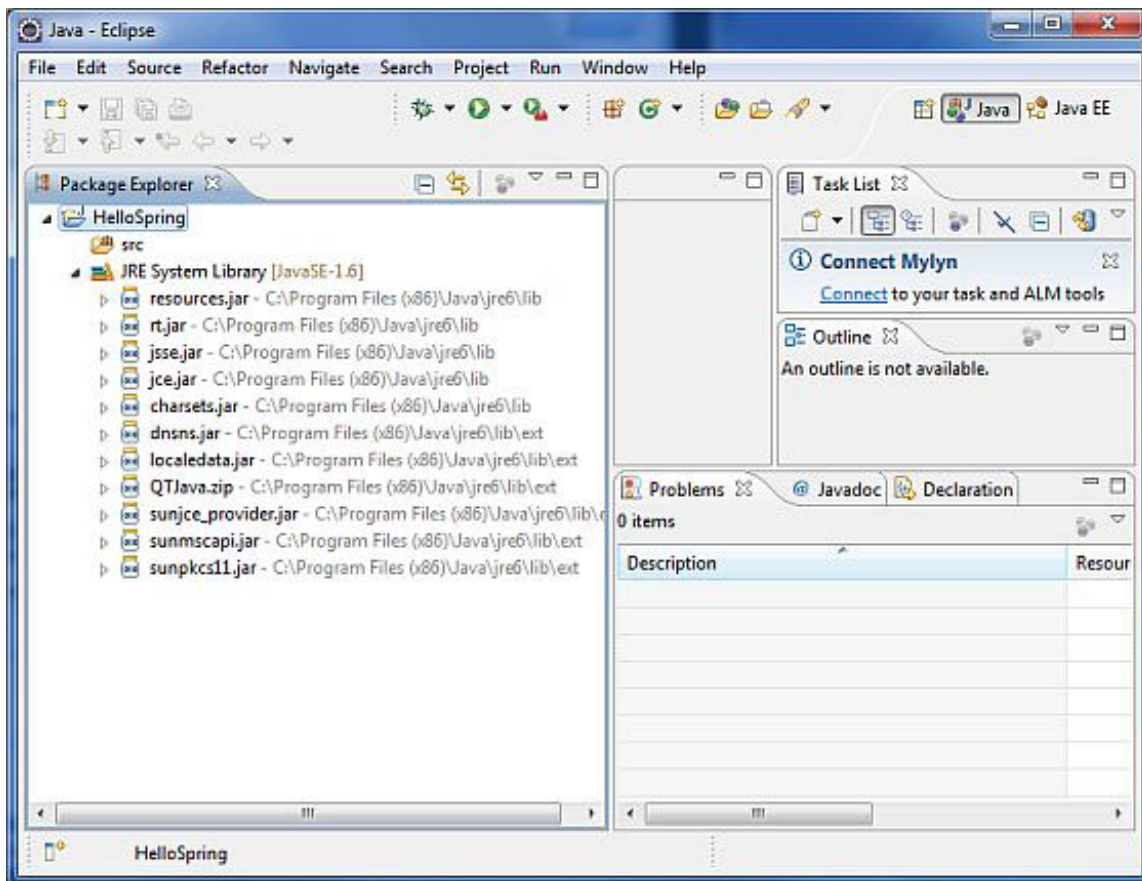 Java - Eclipse
File Edit Source Refactor Navigate Search Project Run Window Help
Java Java EE
Package Explorer
HelloSpring
src
JRE System Library [JavaSE-1.6]
resources.jar - C:\Program Files (x86)\Java\jre6\lib
rt.jar - C:\Program Files (x86)\Java\jre6\lib
jsse.jar - C:\Program Files (x86)\Java\jre6\lib
jce.jar - C:\Program Files (x86)\Java\jre6\lib
charsets.jar - C:\Program Files (x86)\Java\jre6\lib
dnsns.jar - C:\Program Files (x86)\Java\jre6\lib\ext
localedata.jar - C:\Program Files (x86)\Java\jre6\lib\ext
QTJava.zip - C:\Program Files (x86)\Java\jre6\lib\ext
sunjce_provider.jar - C:\Program Files (x86)\Java\jre6\lib\e
sunmscapi.jar - C:\Program Files (x86)\Java\jre6\lib\ext
sunpkcs11.jar - C:\Program Files (x86)\Java\jre6\lib\ext
Task List
Connect Mylyn
Connect to your task and ALM tools
Outline
An outline is not available.
Problems @ Javadoc Declaration
0 items
Description Resour
HelloSpring